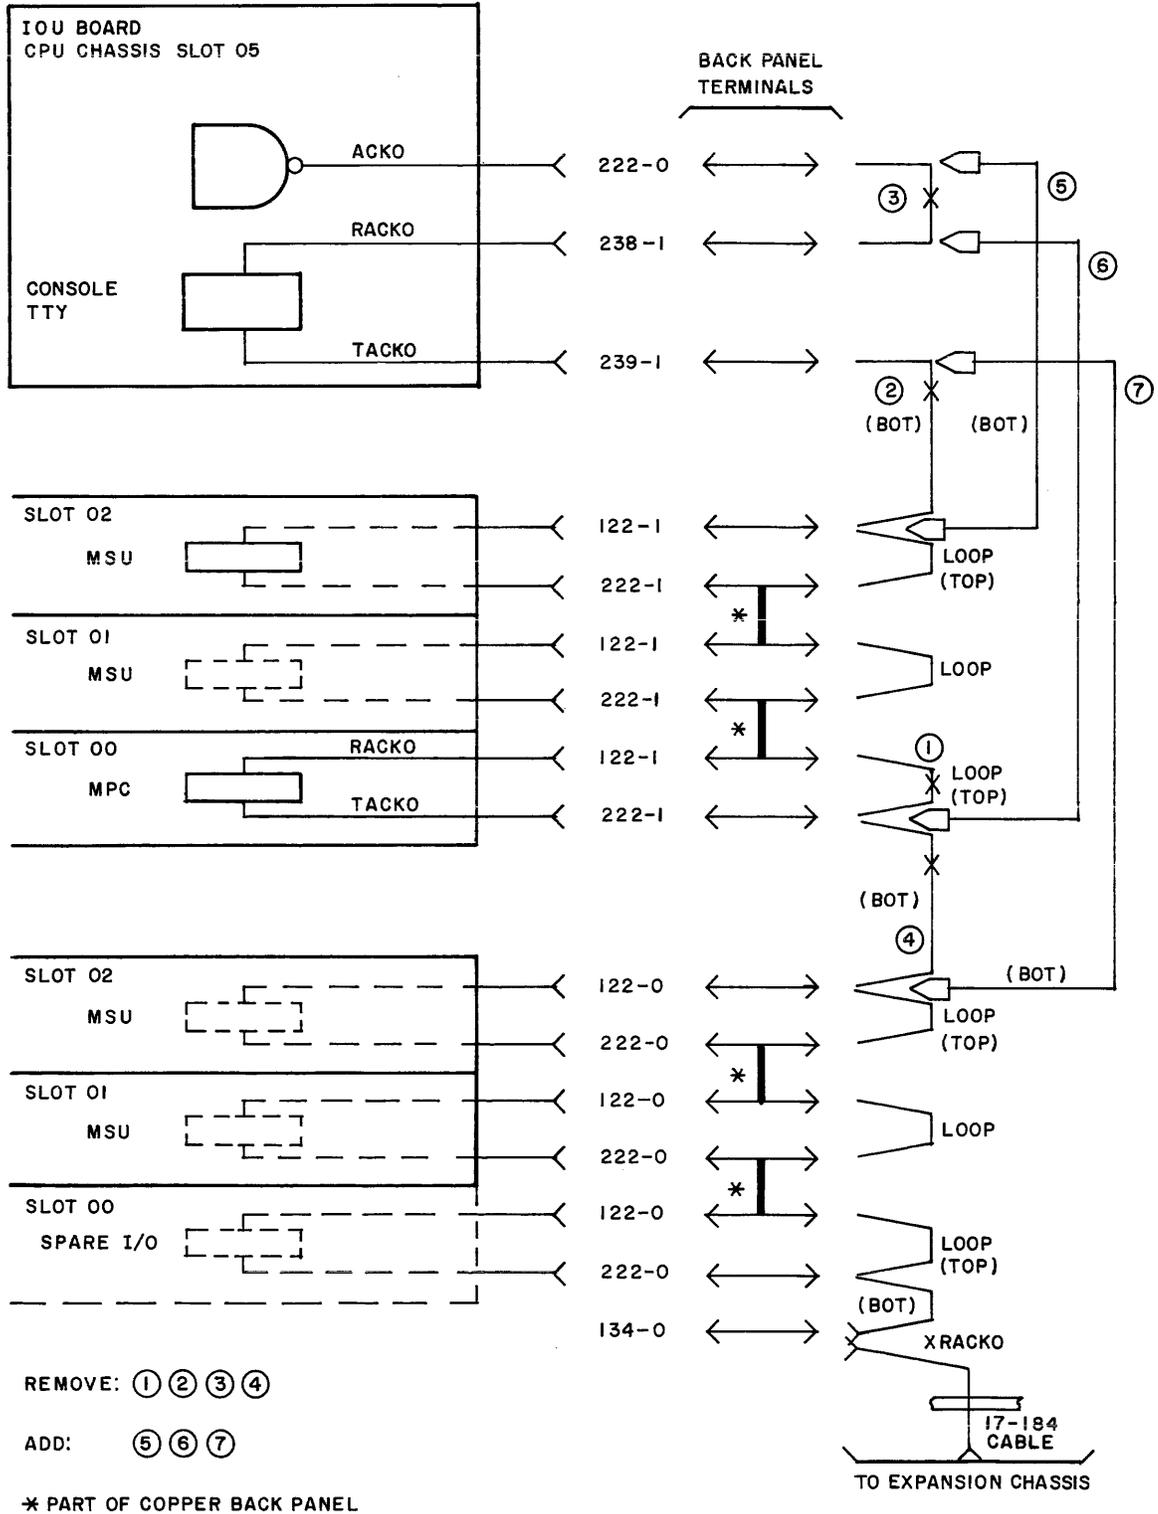 IOU BOARD
CPU CHASSIS SLOT 05
BACK PANEL
TERMINALS
ACKO
222-0
3
5
RACKO
238-1
6
CONSOLE
TTY
TACKO
239-1
2
7
(BOT)
(BOT)
SLOT 02
MSU
122-1
LOOP
(TOP)
222-1
*
SLOT 01
MSU
122-1
LOOP
222-1
*
SLOT 00
MPC
RACKO
122-1
1
LOOP
(TOP)
TACKO
222-1
(BOT)
4
SLOT 02
MSU
122-0
(BOT)
LOOP
(TOP)
222-0
*
SLOT 01
MSU
122-0
LOOP
222-0
*
SLOT 00
SPARE I/O
122-0
LOOP
(TOP)
222-0
(BOT)
134-0
XRACKO
REMOVE: 1 2 3 4
17-184
CABLE
ADD: 5 6 7
TO EXPANSION CHASSIS
* PART OF COPPER BACK PANEL